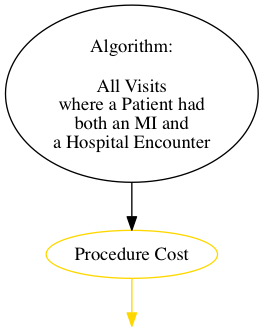 Algorithm:
All Visits
where a Patient had
both an MI and
a Hospital Encounter
Procedure Cost